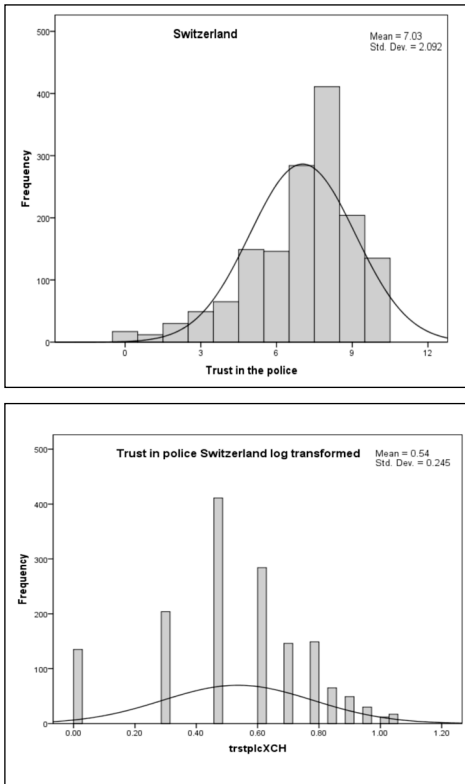 Switzerland
Mean = 7.03
Std. Dev. = 2.092
500
400
300
200
100
0
Frequency
0 3 6 9 12
Trust in the police
Trust in police Switzerland log transformed
Mean = 0.54
Std. Dev. = 0.245
500
400
300
200
100
0
Frequency
0.00 0.20 0.40 0.60 0.80 1.00 1.20
trstplcXCH